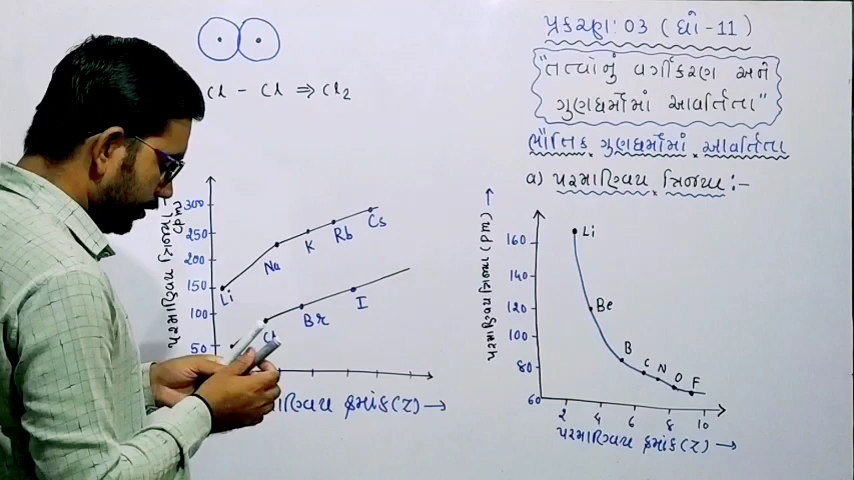 પ્રકરણ: 03 (ધો -11)
"તત્વોનું વર્ગીકરણ અને
ગુણધર્મોમાં આવર્તિતા"
ભૌતિક ગુણધર્મોમાં આવર્તિતા
a) પરમાણ્વિય ત્રિજ્યા :-
Cl - Cl ⇒ Cl2
પરમાણ્વિય ત્રિજ્યા (pm) →
300
250
200
150
100
50
Li
Na
K
Rb
Cs
Cl
Br
I
ક્રમાંક (Z) →
પરમાણ્વિય ત્રિજ્યા (pm) →
160
140
120
100
80
60
Li
Be
B
C
N
O
F
2 4 6 8 10
પરમાણ્વિય ક્રમાંક (Z) →